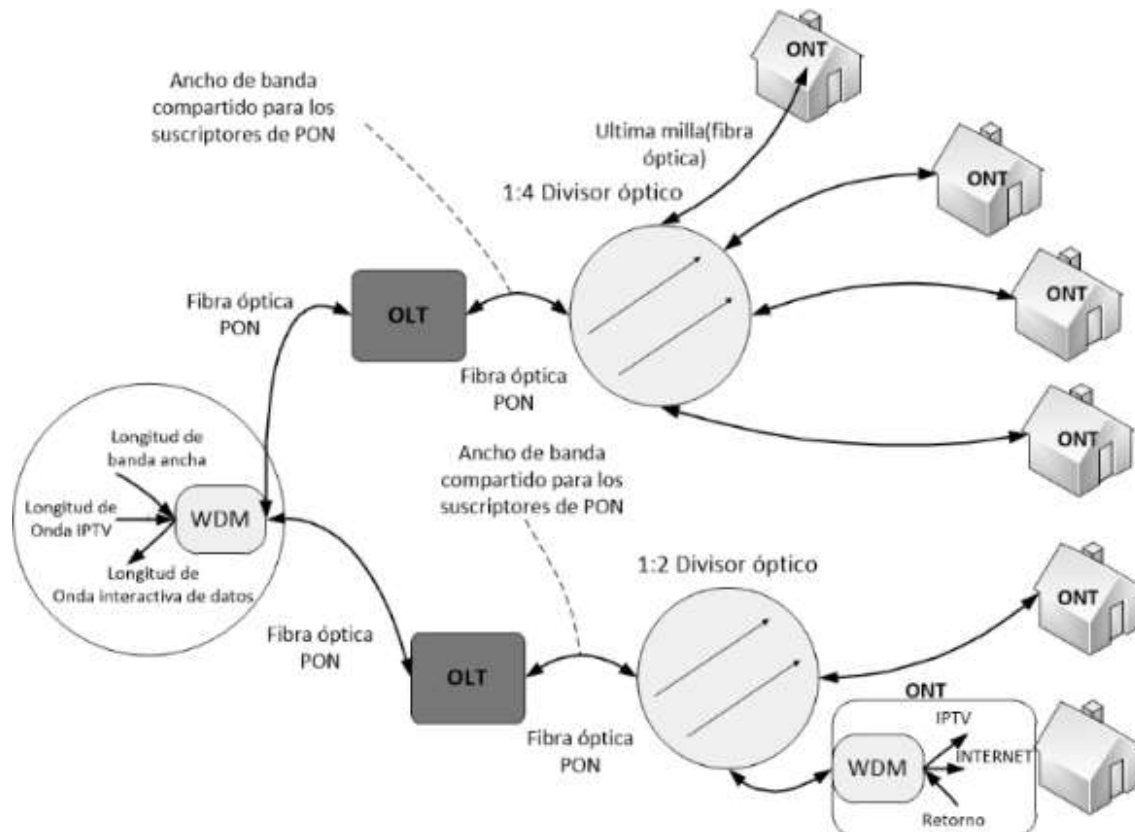 ONT
Ancho de banda
compartido para los
suscriptores de PON
Ultima milla(fibra
óptica)
1:4 Divisor óptico
ONT
ONT
Fibra óptica
PON
OLT
Fibra óptica
PON
ONT
Longitud de
banda ancha
Longitud de
Onda IPTV
WDM
Longitud de
Onda interactiva de datos
Ancho de banda
compartido para los
suscriptores de PON
1:2 Divisor óptico
ONT
Fibra óptica
PON
OLT
Fibra óptica
PON
ONT
IPTV
WDM
INTERNET
Retorno